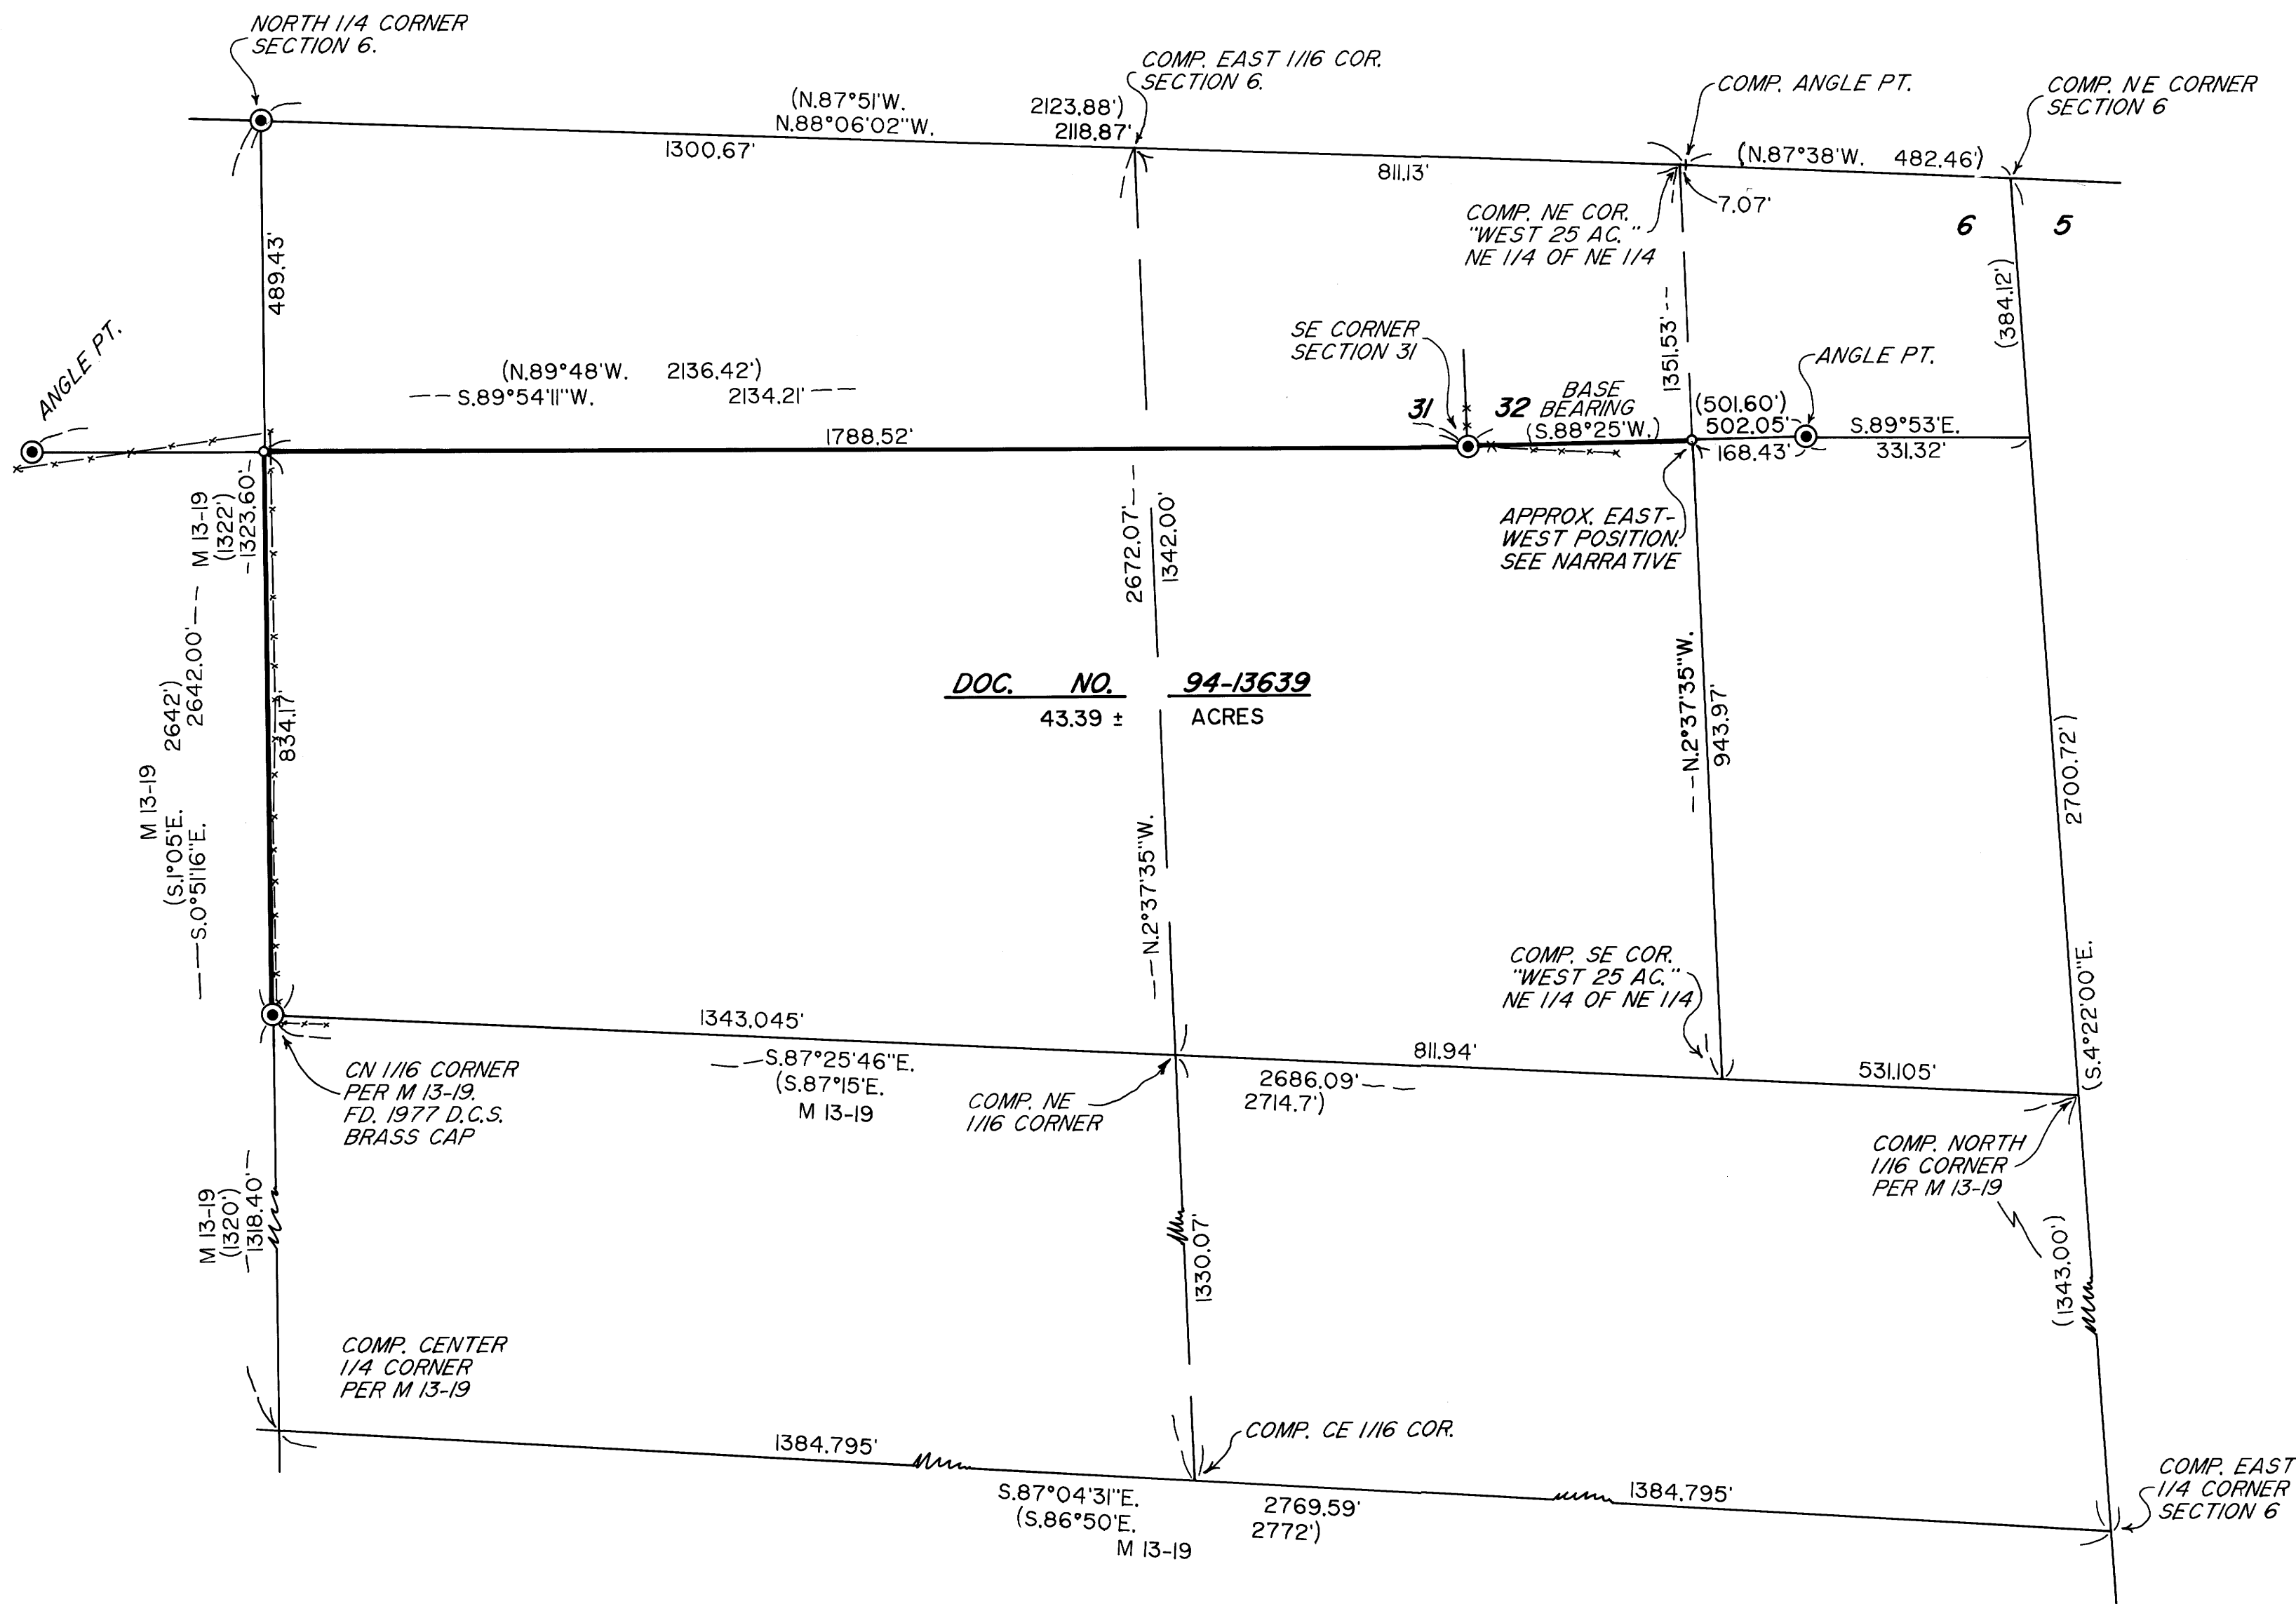 NORTH 1/4 CORNER
SECTION 6.
COMP. EAST 1/16 COR.
SECTION 6.
COMP. ANGLE PT.
COMP. NE CORNER
SECTION 6
(N.87°51'W. 2123.88')
N.88°06'02"W. 2118.87'
1300.67'
811.13'
(N.87°38'W. 482.46')
7.07'
COMP. NE COR.
"WEST 25 AC."
NE 1/4 OF NE 1/4
6 5
489.43'
(384.12')
1351.53'
ANGLE PT.
SE CORNER
SECTION 31
ANGLE PT.
(N.89°48'W. 2136.42')
S.89°54'11"W. 2134.21'
1788.52'
31 32
BASE
BEARING
(S.88°25'W.)
(501.60')
502.05'
168.43'
S.89°53'E.
331.32'
APPROX. EAST-
WEST POSITION.
SEE NARRATIVE
M 13-19
(1322')
1323.60'
2672.07'
1342.00'
M 13-19
(S.1°05'E. 2642')
S.0°51'16"E. 2642.00'
834.17'
DOC. NO. 94-13639
43.39 ± ACRES
N.2°37'35"W.
943.97'
2700.72'
N.2°37'35"W.
(S.4°22'00"E.
COMP. SE COR.
"WEST 25 AC."
NE 1/4 OF NE 1/4
1343.045'
811.94'
531.105'
S.87°25'46"E. 2686.09'
(S.87°15'E. 2714.7')
M 13-19
CN 1/16 CORNER
PER M 13-19.
FD. 1977 D.C.S.
BRASS CAP
COMP. NE
1/16 CORNER
COMP. NORTH
1/16 CORNER
PER M 13-19
M 13-19
(1320')
1318.40'
1330.07'
(1343.00')
COMP. CENTER
1/4 CORNER
PER M 13-19
COMP. CE 1/16 COR.
1384.795'
1384.795'
S.87°04'31"E. 2769.59'
(S.86°50'E. 2772')
M 13-19
COMP. EAST
1/4 CORNER
SECTION 6